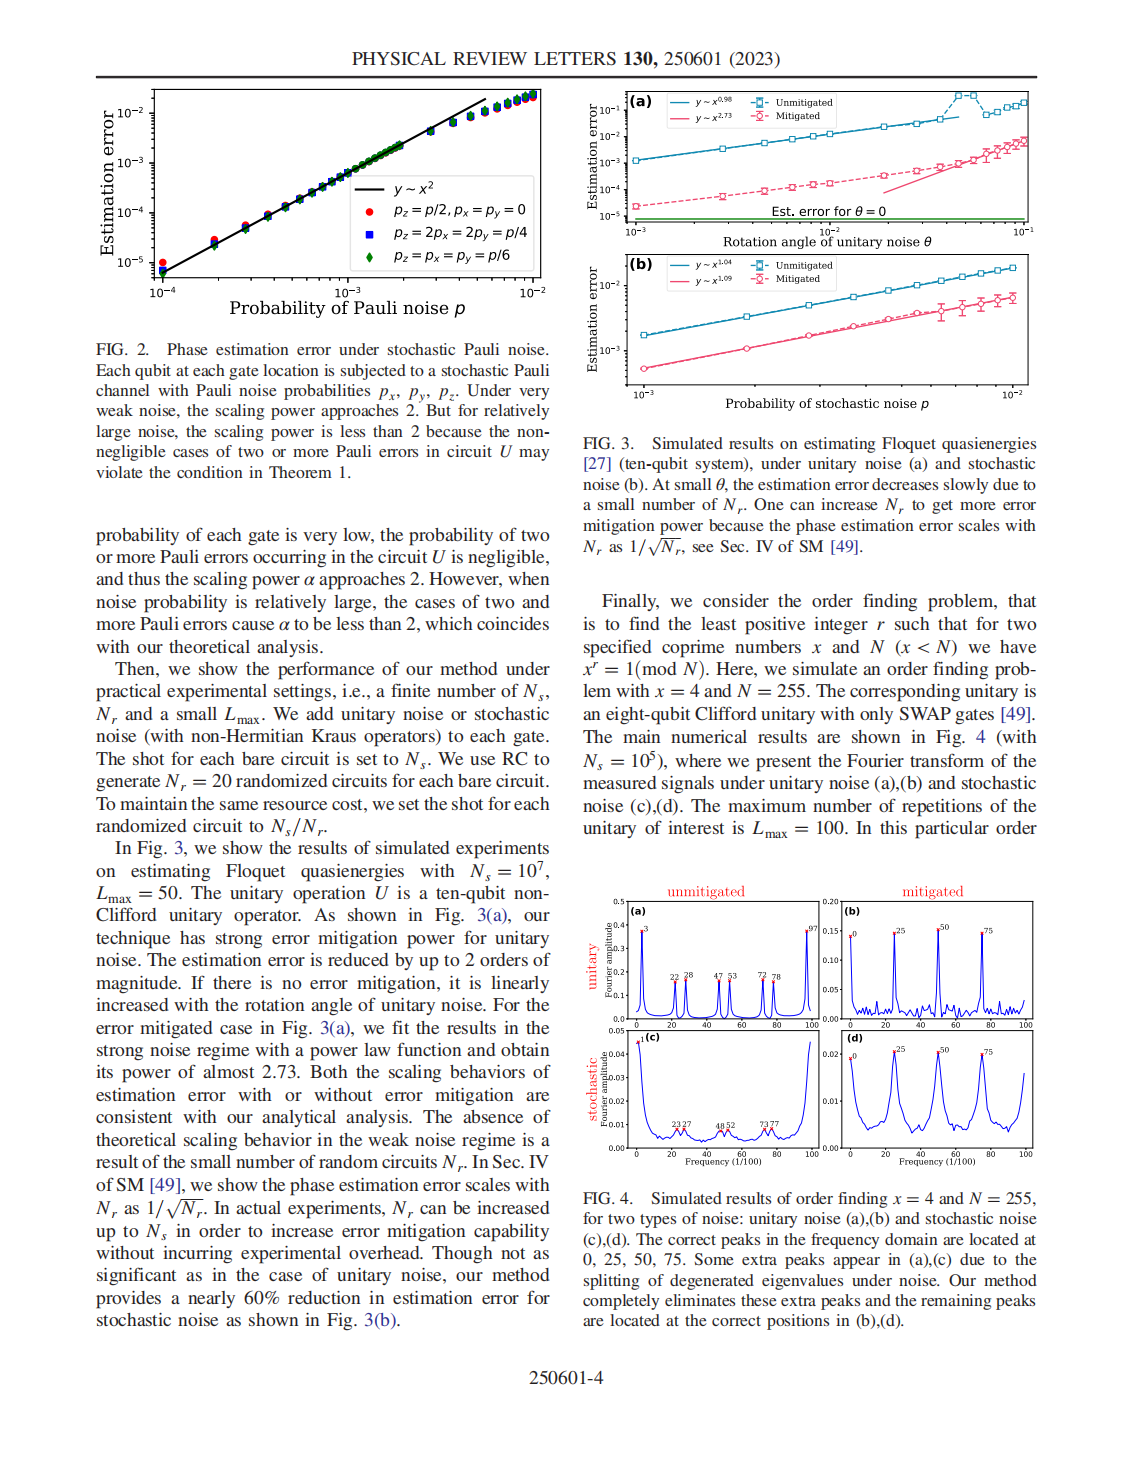 PHYSICAL REVIEW LETTERS 130, 250601 (2023)
Estimation error
10⁻²
10⁻³
10⁻⁴
10⁻⁵
y ~ x²
p_z = p/2, p_x = p_y = 0
p_z = 2p_x = 2p_y = p/4
p_z = p_x = p_y = p/6
10⁻⁴ 10⁻³ 10⁻²
Probability of Pauli noise p
FIG. 2. Phase estimation error under stochastic Pauli noise.
Each qubit at each gate location is subjected to a stochastic Pauli
channel with Pauli noise probabilities p_x, p_y, p_z. Under very
weak noise, the scaling power approaches 2. But for relatively
large noise, the scaling power is less than 2 because the non-
negligible cases of two or more Pauli errors in circuit U may
violate the condition in Theorem 1.
probability of each gate is very low, the probability of two
or more Pauli errors occurring in the circuit U is negligible,
and thus the scaling power α approaches 2. However, when
noise probability is relatively large, the cases of two and
more Pauli errors cause α to be less than 2, which coincides
with our theoretical analysis.
Then, we show the performance of our method under
practical experimental settings, i.e., a finite number of N_s,
N_r and a small L_max. We add unitary noise or stochastic
noise (with non-Hermitian Kraus operators) to each gate.
The shot for each bare circuit is set to N_s. We use RC to
generate N_r = 20 randomized circuits for each bare circuit.
To maintain the same resource cost, we set the shot for each
randomized circuit to N_s/N_r.
In Fig. 3, we show the results of simulated experiments
on estimating Floquet quasienergies with N_s = 10⁷,
L_max = 50. The unitary operation U is a ten-qubit non-
Clifford unitary operator. As shown in Fig. 3(a), our
technique has strong error mitigation power for unitary
noise. The estimation error is reduced by up to 2 orders of
magnitude. If there is no error mitigation, it is linearly
increased with the rotation angle of unitary noise. For the
error mitigated case in Fig. 3(a), we fit the results in the
strong noise regime with a power law function and obtain
its power of almost 2.73. Both the scaling behaviors of
estimation error with or without error mitigation are
consistent with our analytical analysis. The absence of
theoretical scaling behavior in the weak noise regime is a
result of the small number of random circuits N_r. In Sec. IV
of SM [49], we show the phase estimation error scales with
N_r as 1/√N_r. In actual experiments, N_r can be increased
up to N_s in order to increase error mitigation capability
without incurring experimental overhead. Though not as
significant as in the case of unitary noise, our method
provides a nearly 60% reduction in estimation error for
stochastic noise as shown in Fig. 3(b).
(a)
y ~ x^0.98 Unmitigated
y ~ x^2.73 Mitigated
Estimation error
10⁻¹
10⁻²
10⁻³
10⁻⁴
10⁻⁵
Est. error for θ = 0
10⁻³ 10⁻² 10⁻¹
Rotation angle of unitary noise θ
(b)
y ~ x^1.04 Unmitigated
y ~ x^1.09 Mitigated
Estimation error
10⁻²
10⁻³
10⁻³ 10⁻²
Probability of stochastic noise p
FIG. 3. Simulated results on estimating Floquet quasienergies
[27] (ten-qubit system), under unitary noise (a) and stochastic
noise (b). At small θ, the estimation error decreases slowly due to
a small number of N_r. One can increase N_r to get more error
mitigation power because the phase estimation error scales with
N_r as 1/√N_r, see Sec. IV of SM [49].
Finally, we consider the order finding problem, that
is to find the least positive integer r such that for two
specified coprime numbers x and N (x < N) we have
x^r = 1(mod N). Here, we simulate an order finding prob-
lem with x = 4 and N = 255. The corresponding unitary is
an eight-qubit Clifford unitary with only SWAP gates [49].
The main numerical results are shown in Fig. 4 (with
N_s = 10⁵), where we present the Fourier transform of the
measured signals under unitary noise (a),(b) and stochastic
noise (c),(d). The maximum number of repetitions of the
unitary of interest is L_max = 100. In this particular order
unmitigated mitigated
unitary
Fourier amplitude
(a)
0.5
0.4
0.3
0.2
0.1
0.0
3 22 28 47 53 72 78 97
0 20 40 60 80 100
(b)
0.20
0.15
0.10
0.05
0.00
0 25 50 75
0 20 40 60 80 100
stochastic
Fourier amplitude
(c)
0.05
0.04
0.03
0.02
0.01
0.00
1 23 27 48 52 73 77
0 20 40 60 80 100
Frequency (1/100)
(d)
0.02
0.01
0.00
0 25 50 75
0 20 40 60 80 100
Frequency (1/100)
FIG. 4. Simulated results of order finding x = 4 and N = 255,
for two types of noise: unitary noise (a),(b) and stochastic noise
(c),(d). The correct peaks in the frequency domain are located at
0, 25, 50, 75. Some extra peaks appear in (a),(c) due to the
splitting of degenerated eigenvalues under noise. Our method
completely eliminates these extra peaks and the remaining peaks
are located at the correct positions in (b),(d).
250601-4